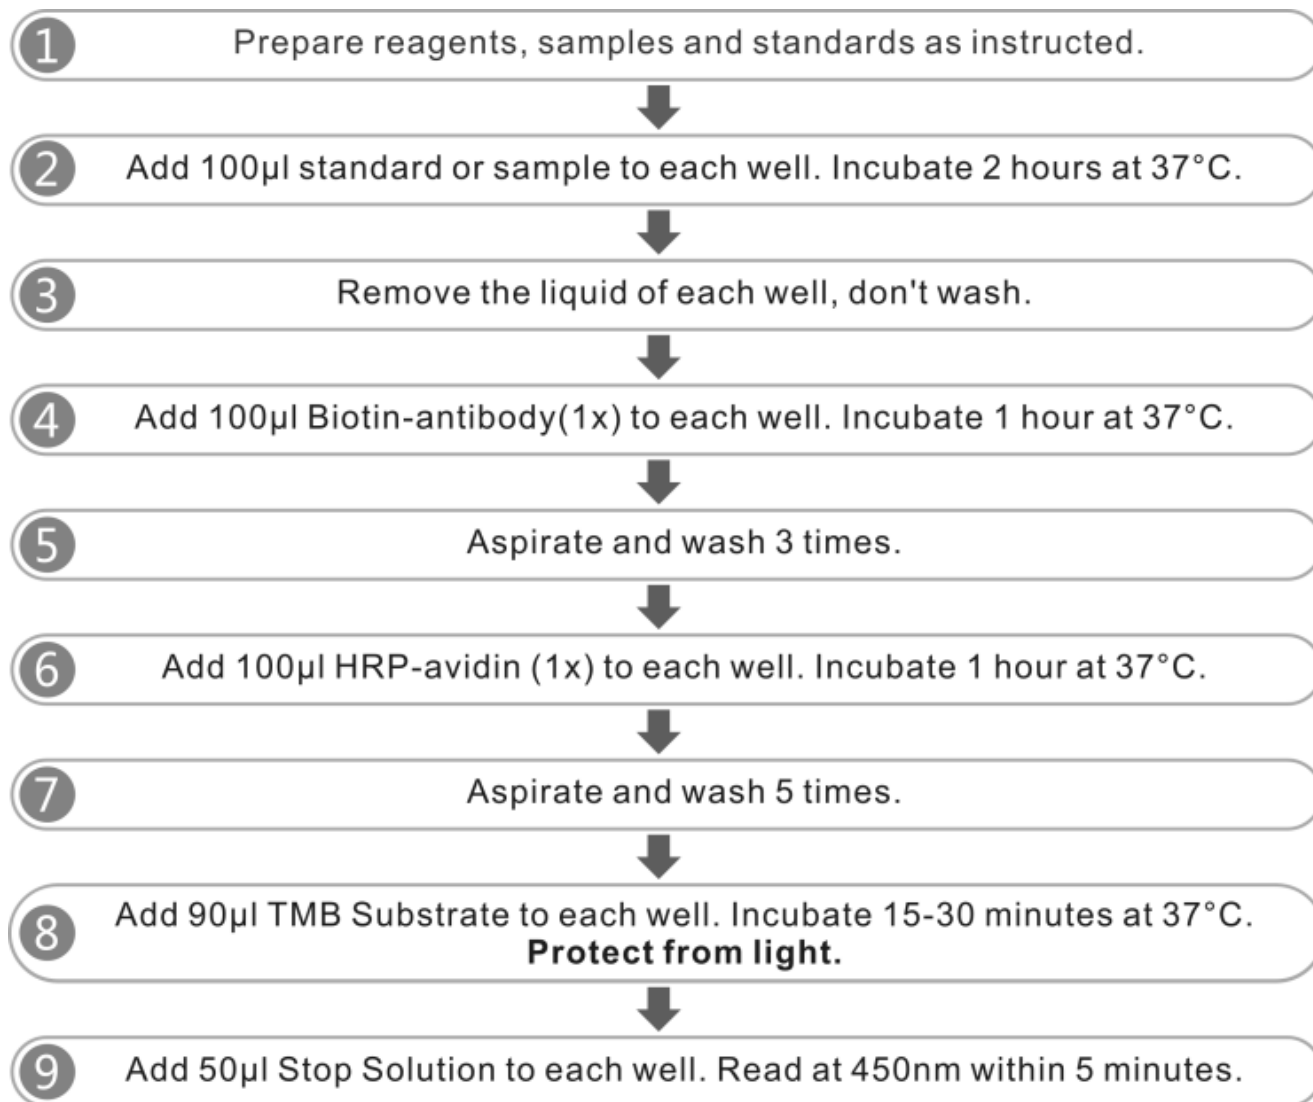 1 Prepare reagents, samples and standards as instructed.
2 Add 100µl standard or sample to each well. Incubate 2 hours at 37°C.
3 Remove the liquid of each well, don't wash.
4 Add 100µl Biotin-antibody(1x) to each well. Incubate 1 hour at 37°C.
5 Aspirate and wash 3 times.
6 Add 100µl HRP-avidin (1x) to each well. Incubate 1 hour at 37°C.
7 Aspirate and wash 5 times.
8 Add 90µl TMB Substrate to each well. Incubate 15-30 minutes at 37°C.
Protect from light.
9 Add 50µl Stop Solution to each well. Read at 450nm within 5 minutes.